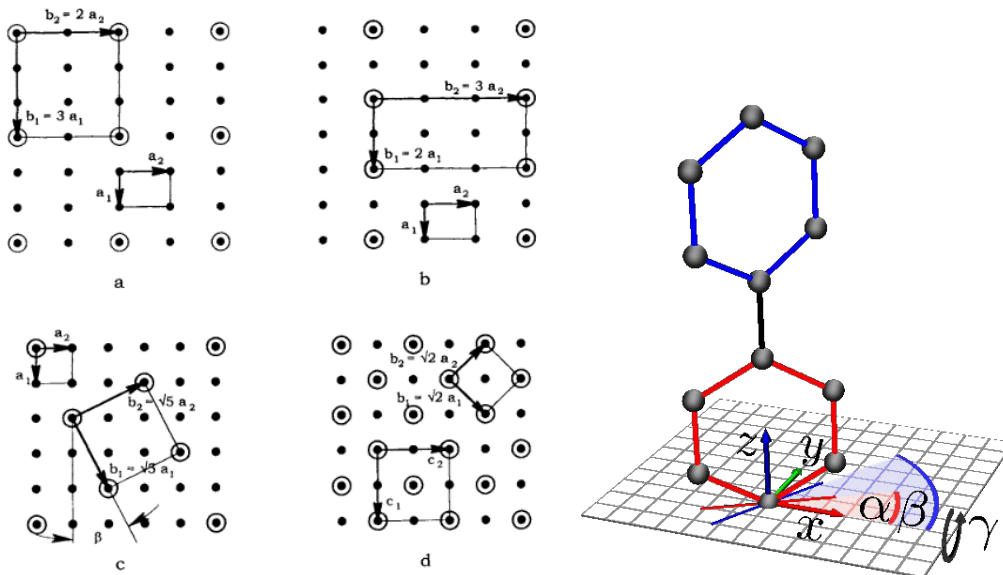 b₂ = 2 a₂
b₁ = 3 a₁
a₂
a₁
a
b₂ = 3 a₂
b₁ = 2 a₁
a₂
a₁
b
a₂
a₁
b₂ = √5 a₂
b₁ = √5 a₁
β
c
b₂ = √2 a₂
b₁ = √2 a₁
c₂
c₁
d
z
y
x
α
β
γ